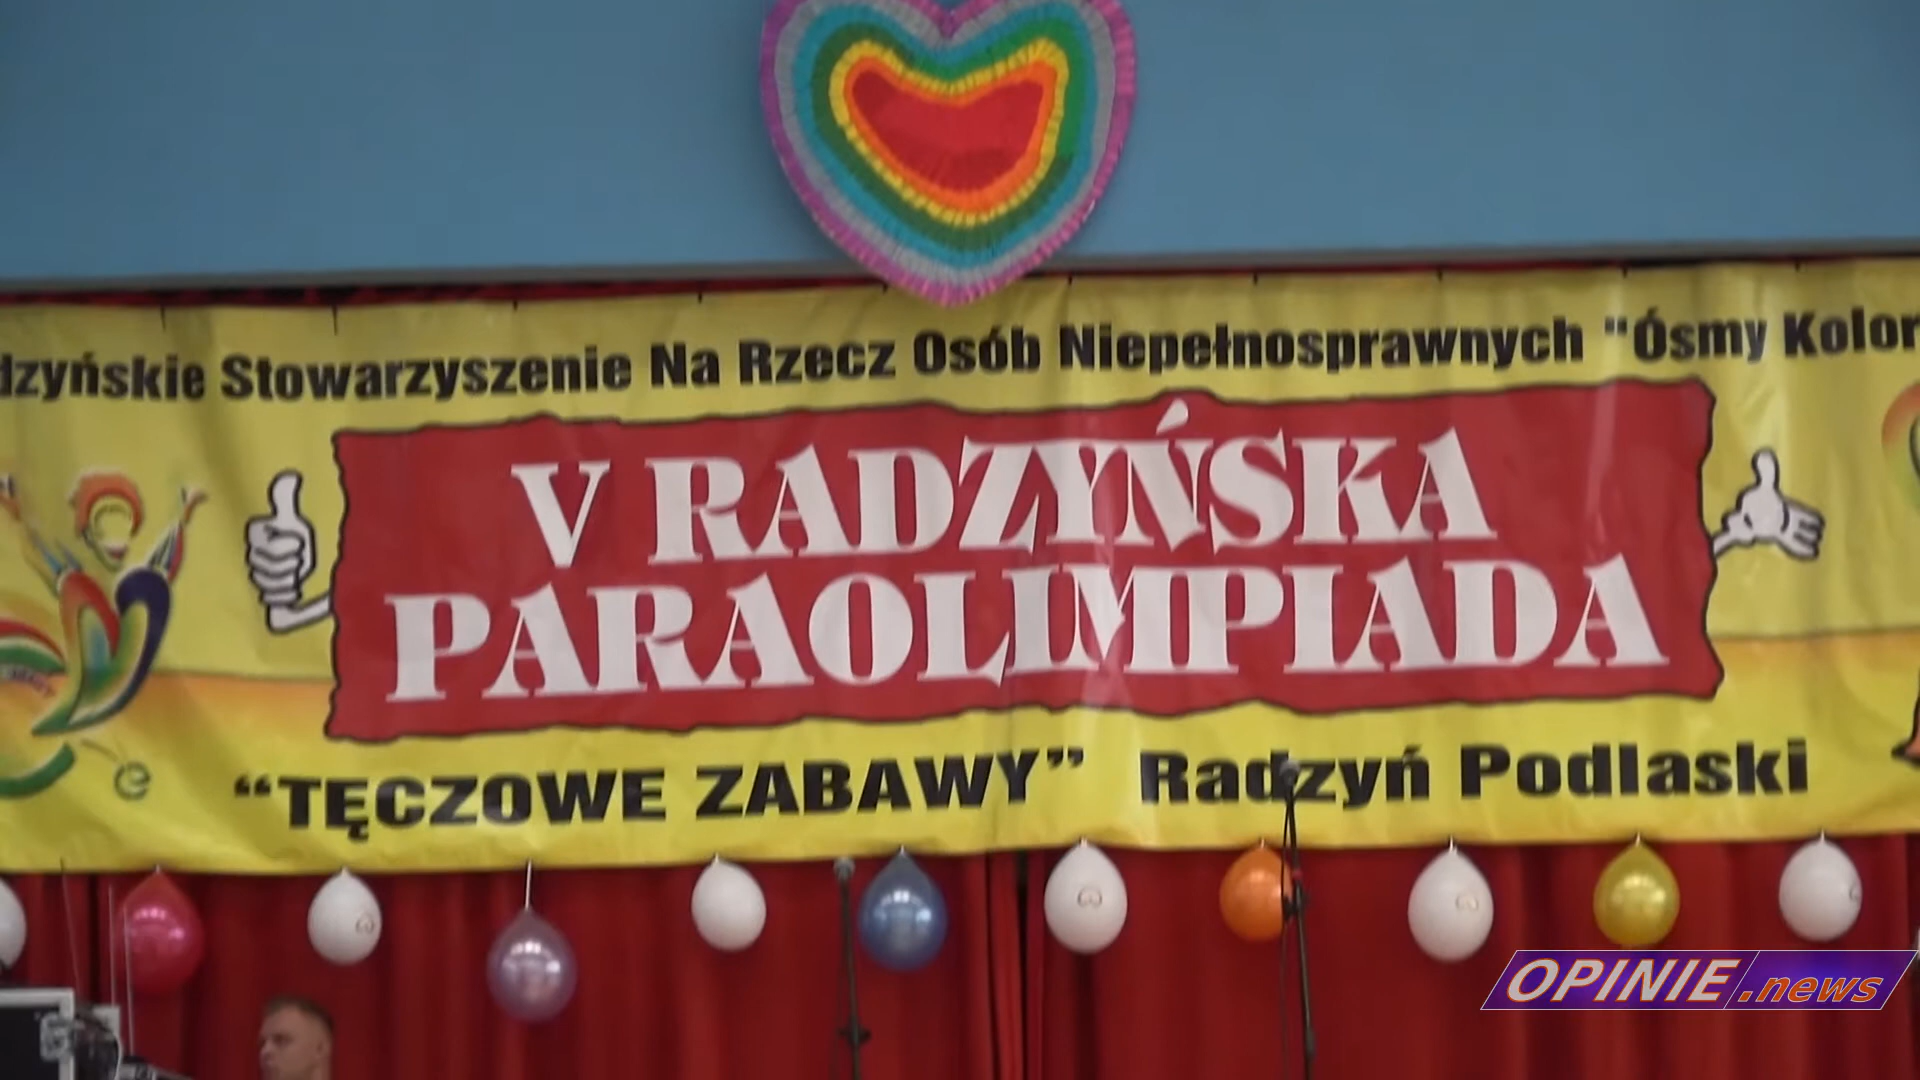 dzyńskie Stowarzyszenie Na Rzecz Osób Niepełnosprawnych "Ósmy Kolor
V RADZYŃSKA
PARAOLIMPIADA
“TĘCZOWE ZABAWY” Radzyń Podlaski
OPINIE.news